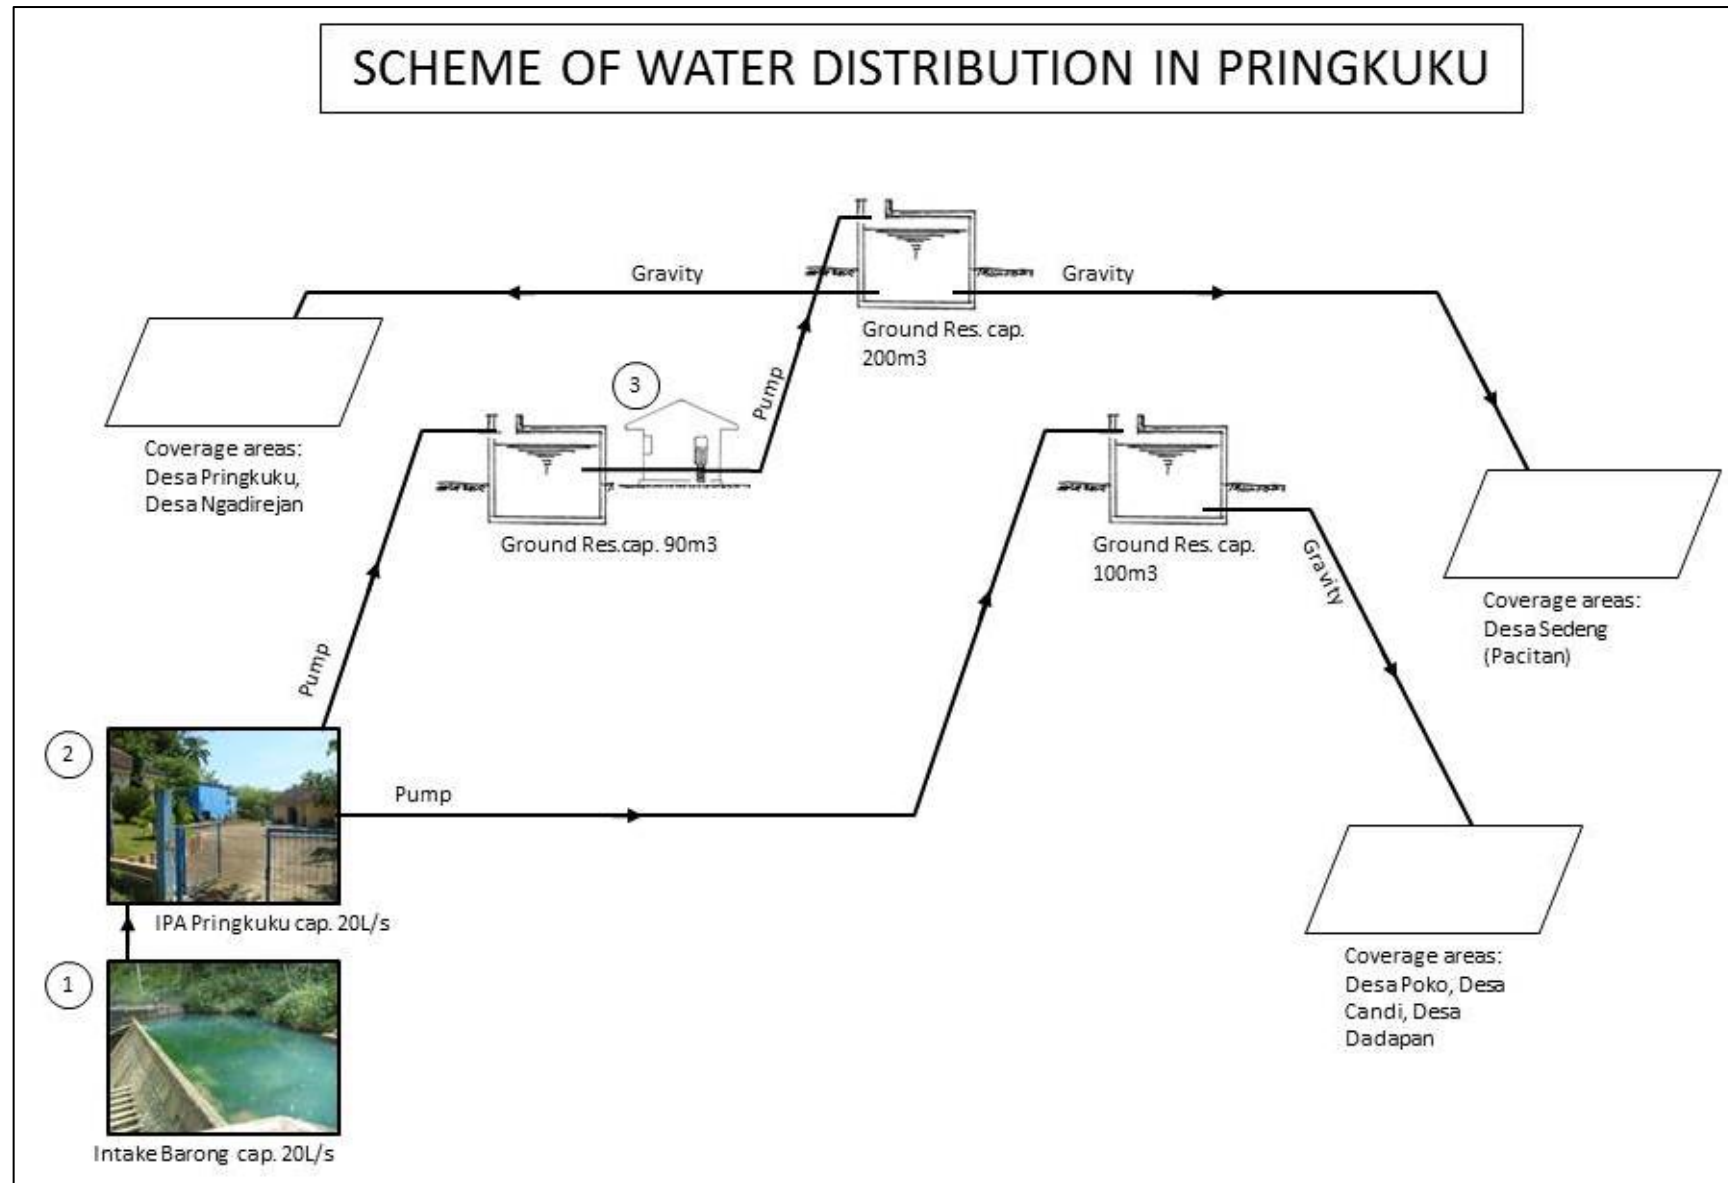 SCHEME OF WATER DISTRIBUTION IN PRINGKUKU
Gravity
Gravity
Ground Res. cap.
200m3
Pump
3
Coverage areas:
Desa Pringkuku,
Desa Ngadirejan
Ground Res.cap. 90m3
Ground Res. cap.
100m3
Gravity
Coverage areas:
Desa Sedeng
(Pacitan)
Pump
2
Pump
IPA Pringkuku cap. 20L/s
Coverage areas:
Desa Poko, Desa
Candi, Desa
Dadapan
1
Intake Barong cap. 20L/s